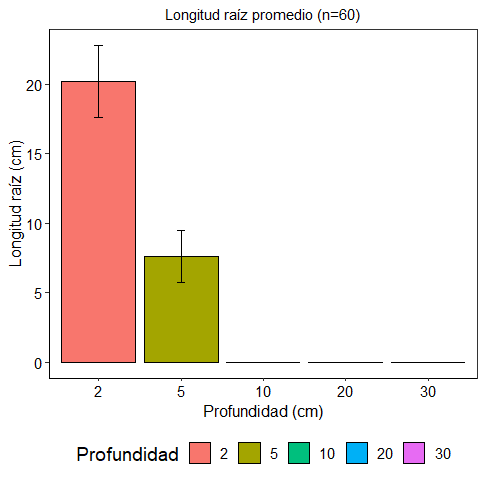 Longitud raíz promedio (n=60)
Longitud raíz (cm)
20
15
10
5
0
2 5 10 20 30
Profundidad (cm)
Profundidad 2 5 10 20 30